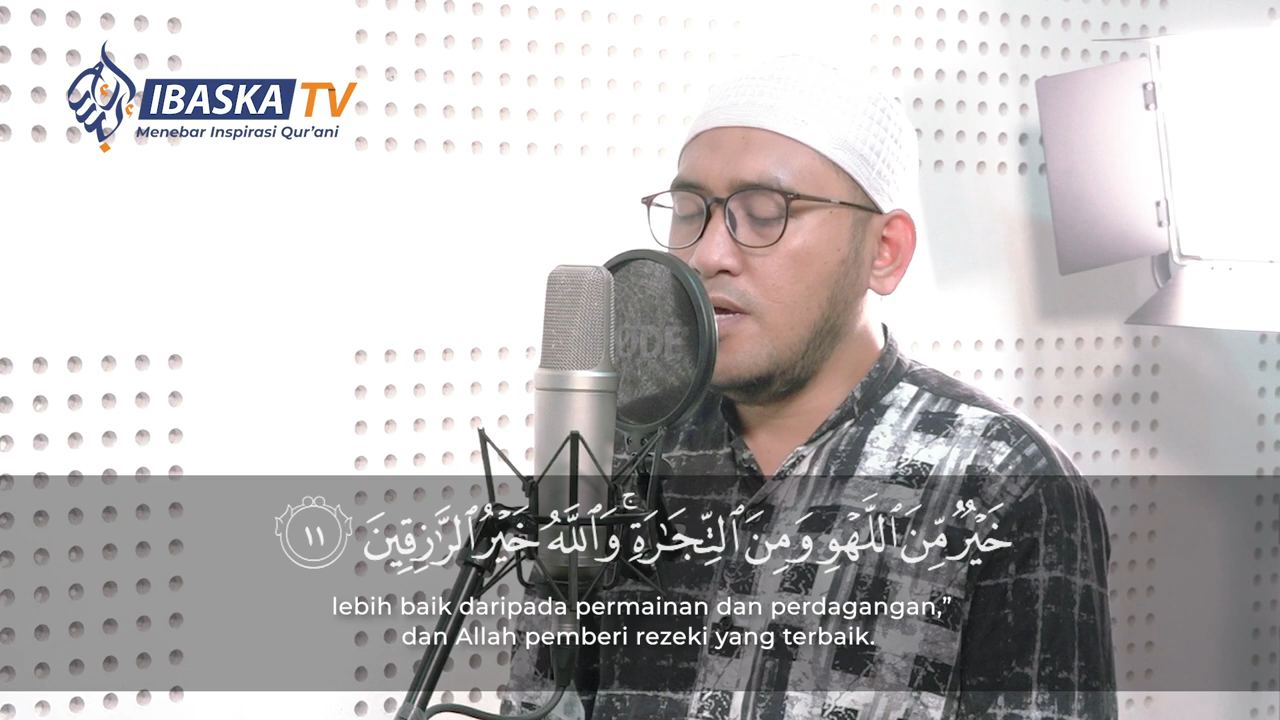 IBASKA TV
Menebar Inspirasi Qur'ani
RODE
خَيْرٌ مِّنَ ٱللَّهْوِ وَمِنَ ٱلتِّجَٰرَةِ ۚ وَٱللَّهُ خَيْرُ ٱلرَّٰزِقِينَ ١١
lebih baik daripada permainan dan perdagangan,”
dan Allah pemberi rezeki yang terbaik.